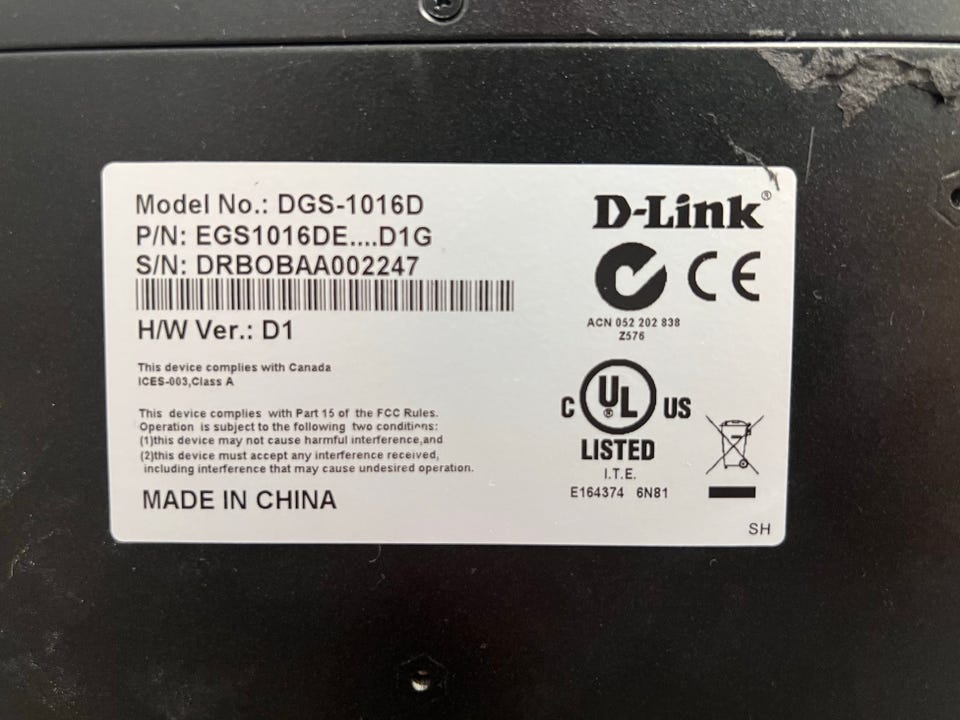 Model No.: DGS-1016D
P/N: EGS1016DE....D1G
S/N: DRBOBAA002247
H/W Ver.: D1
This device complies with Canada
ICES-003,Class A
This device complies with Part 15 of the FCC Rules.
Operation is subject to the following two conditions:
(1)this device may not cause harmful interference,and
(2)this device must accept any interference received,
including interference that may cause undesired operation.
MADE IN CHINA
D-Link®
CE
ACN 052 202 838
Z576
C UL® US
LISTED
I.T.E.
E164374 6N81
SH